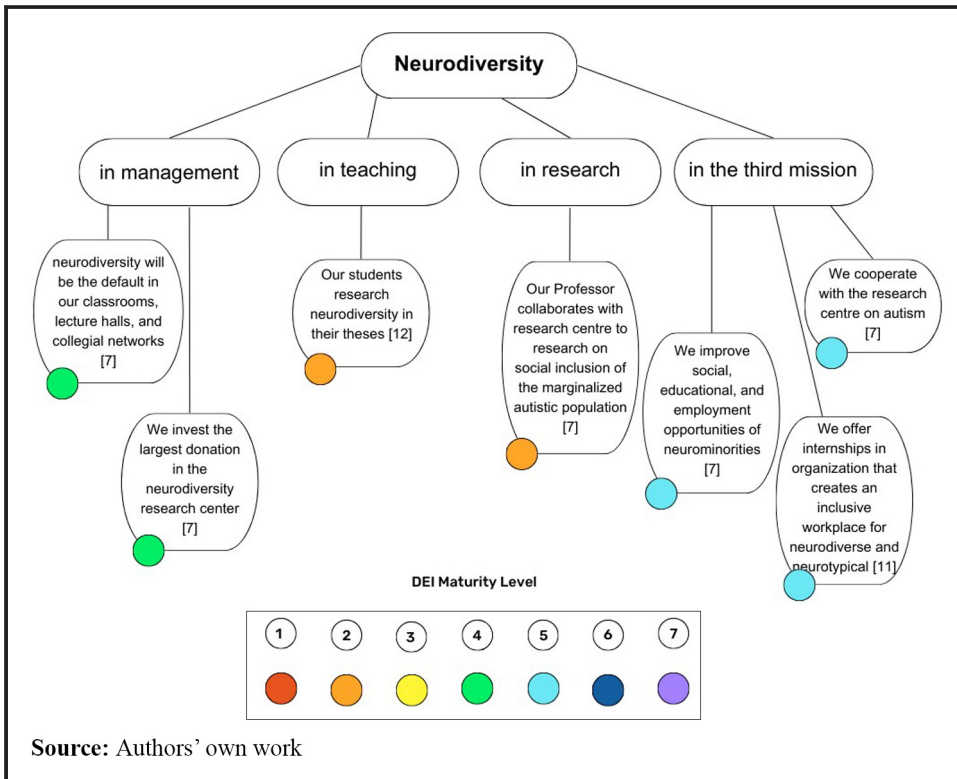 Neurodiversity
in management
in teaching
in research
in the third mission
neurodiversity will
be the default in
our classrooms,
lecture halls, and
collegial networks
[7]
We invest the
largest donation
in the
neurodiversity
research center
[7]
Our students
research
neurodiversity in
their theses [12]
Our Professor
collaborates with
research centre to
research on
social inclusion of
the marginalized
autistic population
[7]
We improve
social,
educational, and
employment
opportunities of
neurominorities
[7]
We cooperate
with the research
centre on autism
[7]
We offer
internships in
organization that
creates an
inclusive
workplace for
neurodiverse and
neurotypical [11]
DEI Maturity Level
1 2 3 4 5 6 7
Source: Authors’ own work